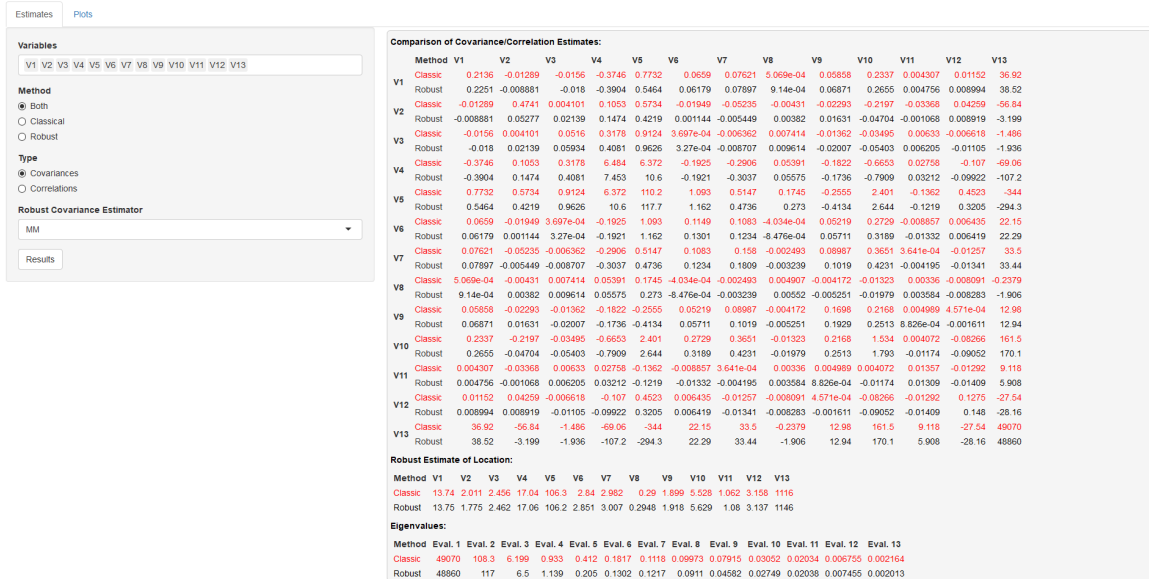 Estimates Plots
Variables
V1 V2 V3 V4 V5 V6 V7 V8 V9 V10 V11 V12 V13
Method
Both
Classical
Robust
Type
Covariances
Correlations
Robust Covariance Estimator
MM
Results
Comparison of Covariance/Correlation Estimates:
Method V1 V2 V3 V4 V5 V6 V7 V8 V9 V10 V11 V12 V13
V1 Classic 0.2136 -0.01289 -0.0156 -0.3746 0.7732 0.0659 0.07621 5.069e-04 0.05858 0.2337 0.004307 0.01152 36.92
Robust 0.2251 -0.008881 -0.018 -0.3904 0.5464 0.06179 0.07897 9.14e-04 0.06871 0.2655 0.004756 0.008994 38.52
V2 Classic -0.01289 0.4741 0.004101 0.1053 0.5734 -0.01949 -0.05235 -0.00431 -0.02293 -0.2197 -0.03368 0.04259 -56.84
Robust -0.008881 0.05277 0.02139 0.1474 0.4219 0.001144 -0.005449 0.00382 0.01631 -0.04704 -0.001068 0.008919 -3.199
V3 Classic -0.0156 0.004101 0.0516 0.3178 0.9124 3.697e-04 -0.006362 0.007414 -0.01362 -0.03495 0.00633 -0.006618 -1.486
Robust -0.018 0.02139 0.05934 0.4081 0.9626 3.27e-04 -0.008707 0.009614 -0.02007 -0.05403 0.006205 -0.01105 -1.936
V4 Classic -0.3746 0.1053 0.3178 6.484 6.372 -0.1925 -0.2906 0.05391 -0.1822 -0.6653 0.02758 -0.107 -69.06
Robust -0.3904 0.1474 0.4081 7.453 10.6 -0.1921 -0.3037 0.05575 -0.1736 -0.7909 0.03212 -0.09922 -107.2
V5 Classic 0.7732 0.5734 0.9124 6.372 110.2 1.093 0.5147 0.1745 -0.2555 2.401 -0.1362 0.4523 -344
Robust 0.5464 0.4219 0.9626 10.6 117.7 1.162 0.4736 0.273 -0.4134 2.644 -0.1219 0.3205 -294.3
V6 Classic 0.0659 -0.01949 3.697e-04 -0.1925 1.093 0.1149 0.1083 -4.034e-04 0.05219 0.2729 -0.008857 0.006435 22.15
Robust 0.06179 0.001144 3.27e-04 -0.1921 1.162 0.1301 0.1234 -8.476e-04 0.05711 0.3189 -0.01332 0.006419 22.29
V7 Classic 0.07621 -0.05235 -0.006362 -0.2906 0.5147 0.1083 0.158 -0.002493 0.08987 0.3651 3.641e-04 -0.01257 33.5
Robust 0.07897 -0.005449 -0.008707 -0.3037 0.4736 0.1234 0.1809 -0.003239 0.1019 0.4231 -0.004195 -0.01341 33.44
V8 Classic 5.069e-04 -0.00431 0.007414 0.05391 0.1745 -4.034e-04 -0.002493 0.004907 -0.004172 -0.01323 0.00336 -0.008091 -0.2379
Robust 9.14e-04 0.00382 0.009614 0.05575 0.273 -8.476e-04 -0.003239 0.00552 -0.005251 -0.01979 0.003584 -0.008283 -1.906
V9 Classic 0.05858 -0.02293 -0.01362 -0.1822 -0.2555 0.05219 0.08987 -0.004172 0.1698 0.2168 0.004989 4.571e-04 12.98
Robust 0.06871 0.01631 -0.02007 -0.1736 -0.4134 0.05711 0.1019 -0.005251 0.1929 0.2513 8.826e-04 -0.001611 12.94
V10 Classic 0.2337 -0.2197 -0.03495 -0.6653 2.401 0.2729 0.3651 -0.01323 0.2168 1.534 0.004072 -0.08266 161.5
Robust 0.2655 -0.04704 -0.05403 -0.7909 2.644 0.3189 0.4231 -0.01979 0.2513 1.793 -0.01174 -0.09052 170.1
V11 Classic 0.004307 -0.03368 0.00633 0.02758 -0.1362 -0.008857 3.641e-04 0.00336 0.004989 0.004072 0.01357 -0.01292 9.118
Robust 0.004756 -0.001068 0.006205 0.03212 -0.1219 -0.01332 -0.004195 0.003584 8.826e-04 -0.01174 0.01309 -0.01409 5.908
V12 Classic 0.01152 0.04259 -0.006618 -0.107 0.4523 0.006435 -0.01257 -0.008091 4.571e-04 -0.08266 -0.01292 0.1275 -27.54
Robust 0.008994 0.008919 -0.01105 -0.09922 0.3205 0.006419 -0.01341 -0.008283 -0.001611 -0.09052 -0.01409 0.148 -28.16
V13 Classic 36.92 -56.84 -1.486 -69.06 -344 22.15 33.5 -0.2379 12.98 161.5 9.118 -27.54 49070
Robust 38.52 -3.199 -1.936 -107.2 -294.3 22.29 33.44 -1.906 12.94 170.1 5.908 -28.16 48860
Robust Estimate of Location:
Method V1 V2 V3 V4 V5 V6 V7 V8 V9 V10 V11 V12 V13
Classic 13.74 2.011 2.456 17.04 106.3 2.84 2.982 0.29 1.899 5.528 1.062 3.158 1116
Robust 13.75 1.775 2.462 17.06 106.2 2.851 3.007 0.2948 1.918 5.629 1.08 3.137 1146
Eigenvalues:
Method Eval. 1 Eval. 2 Eval. 3 Eval. 4 Eval. 5 Eval. 6 Eval. 7 Eval. 8 Eval. 9 Eval. 10 Eval. 11 Eval. 12 Eval. 13
Classic 49070 108.3 6.199 0.933 0.412 0.1817 0.1118 0.09973 0.07915 0.03052 0.02034 0.006755 0.002164
Robust 48860 117 6.5 1.139 0.205 0.1302 0.1217 0.0911 0.04582 0.02749 0.02038 0.007455 0.002013